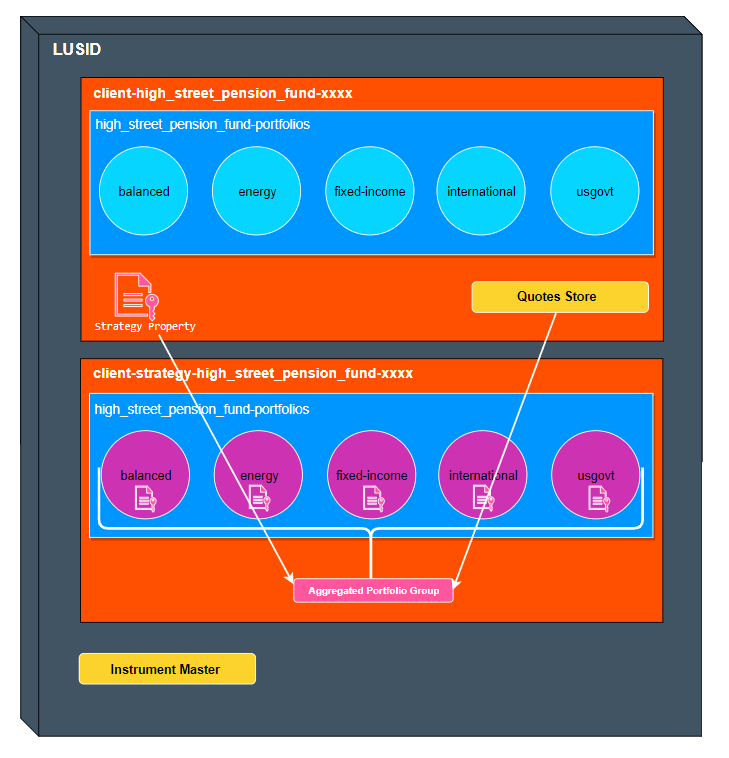 LUSID
client-high_street_pension_fund-xxxx
high_street_pension_fund-portfolios
balanced
energy
fixed-income
international
usgovt
Strategy Property
Quotes Store
client-strategy-high_street_pension_fund-xxxx
high_street_pension_fund-portfolios
balanced
energy
fixed-income
international
usgovt
Aggregated Portfolio Group
Instrument Master